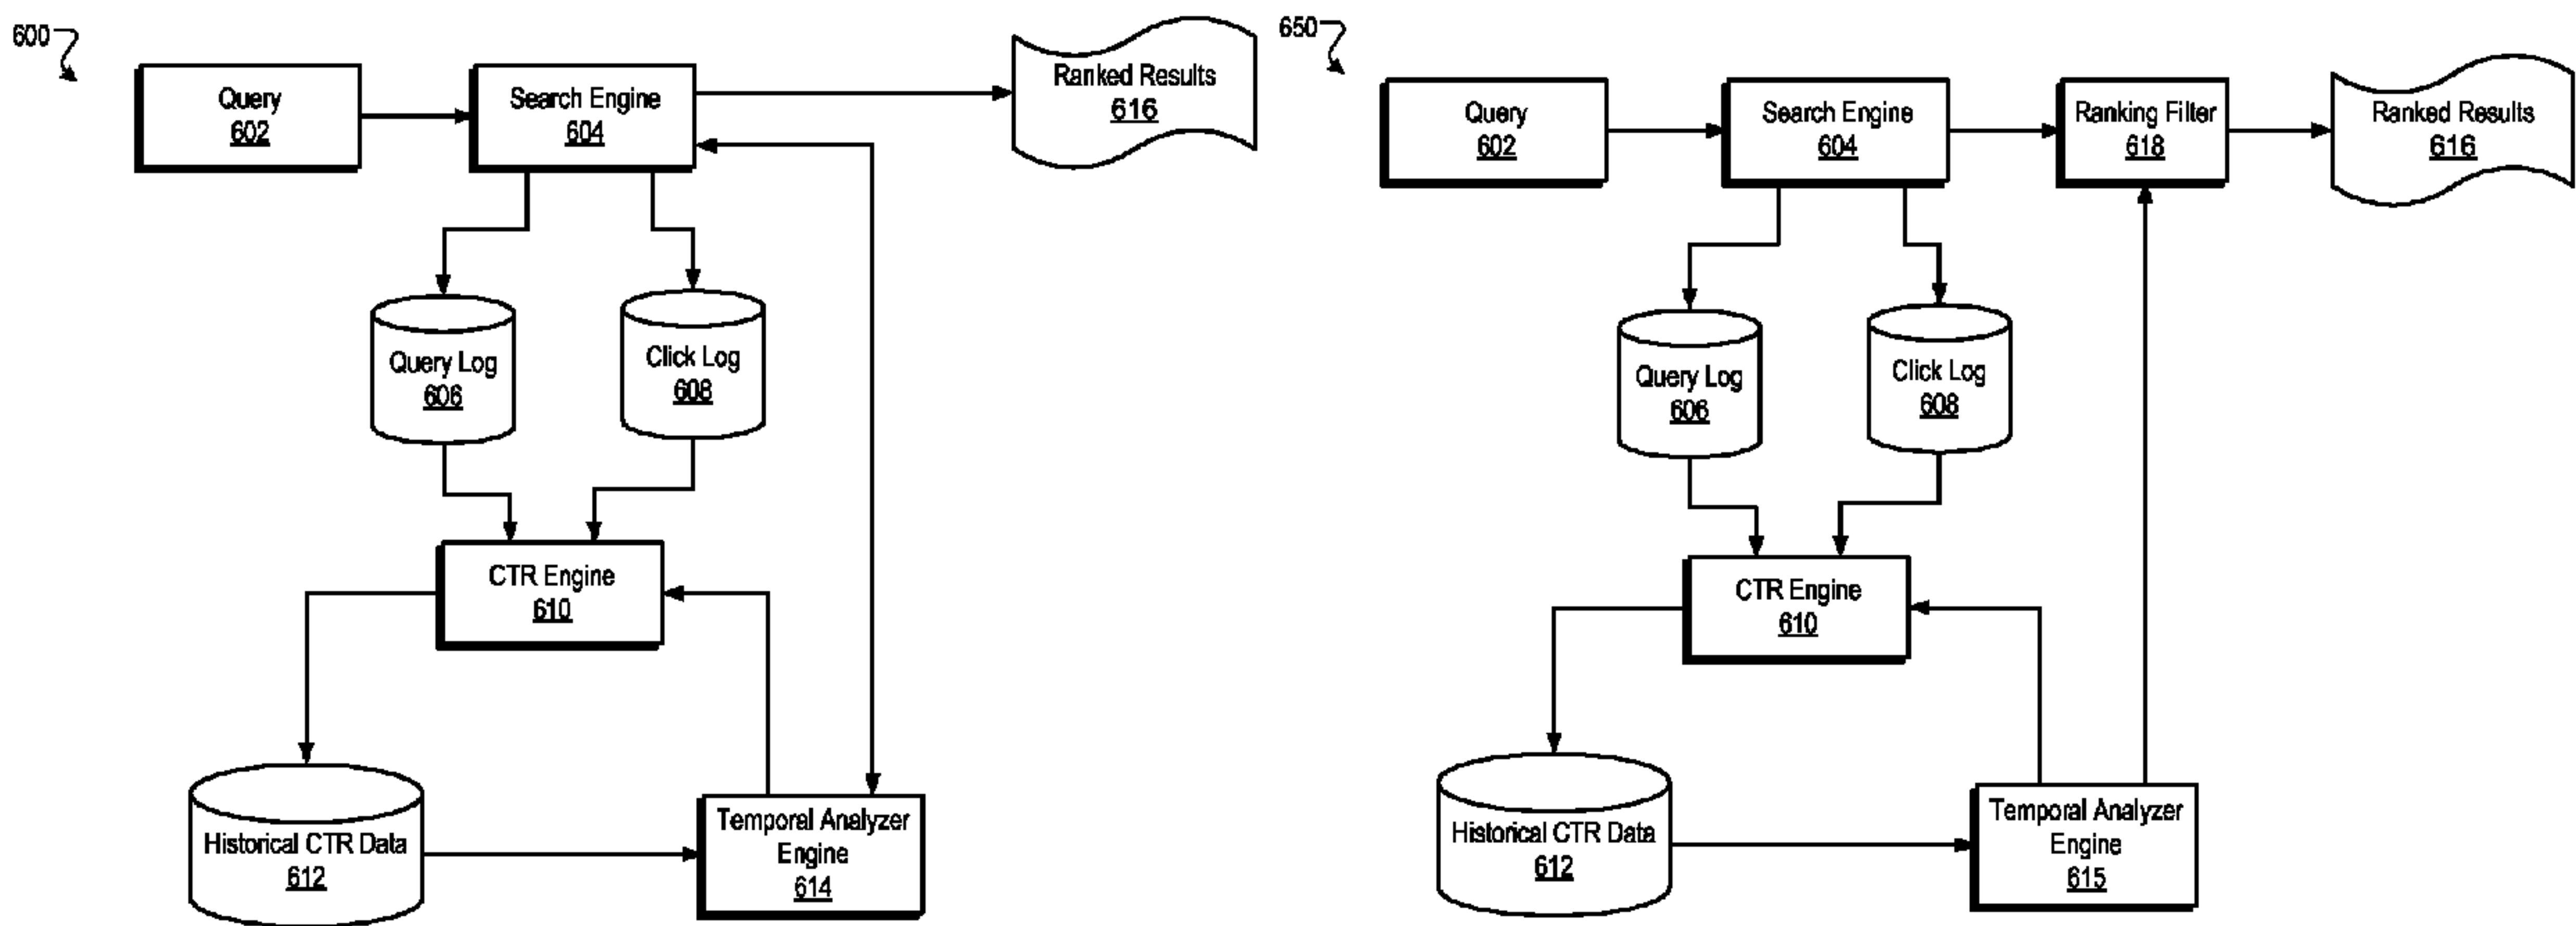 600
Query
602
Search Engine
604
Ranked Results
616
Query Log
606
Click Log
608
CTR Engine
610
Historical CTR Data
612
Temporal Analyzer
Engine
614
650
Query
602
Search Engine
604
Ranking Filter
618
Ranked Results
616
Query Log
606
Click Log
608
CTR Engine
610
Historical CTR Data
612
Temporal Analyzer
Engine
615